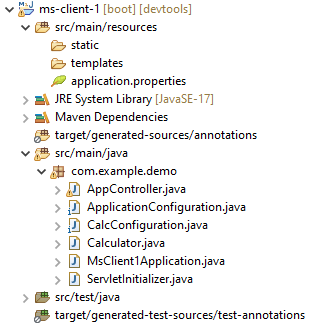 ms-client-1 [boot] [devtools]
src/main/resources
static
templates
application.properties
JRE System Library [JavaSE-17]
Maven Dependencies
target/generated-sources/annotations
src/main/java
com.example.demo
AppController.java
ApplicationConfiguration.java
CalcConfiguration.java
Calculator.java
MsClient1Application.java
ServletInitializer.java
src/test/java
target/generated-test-sources/test-annotations